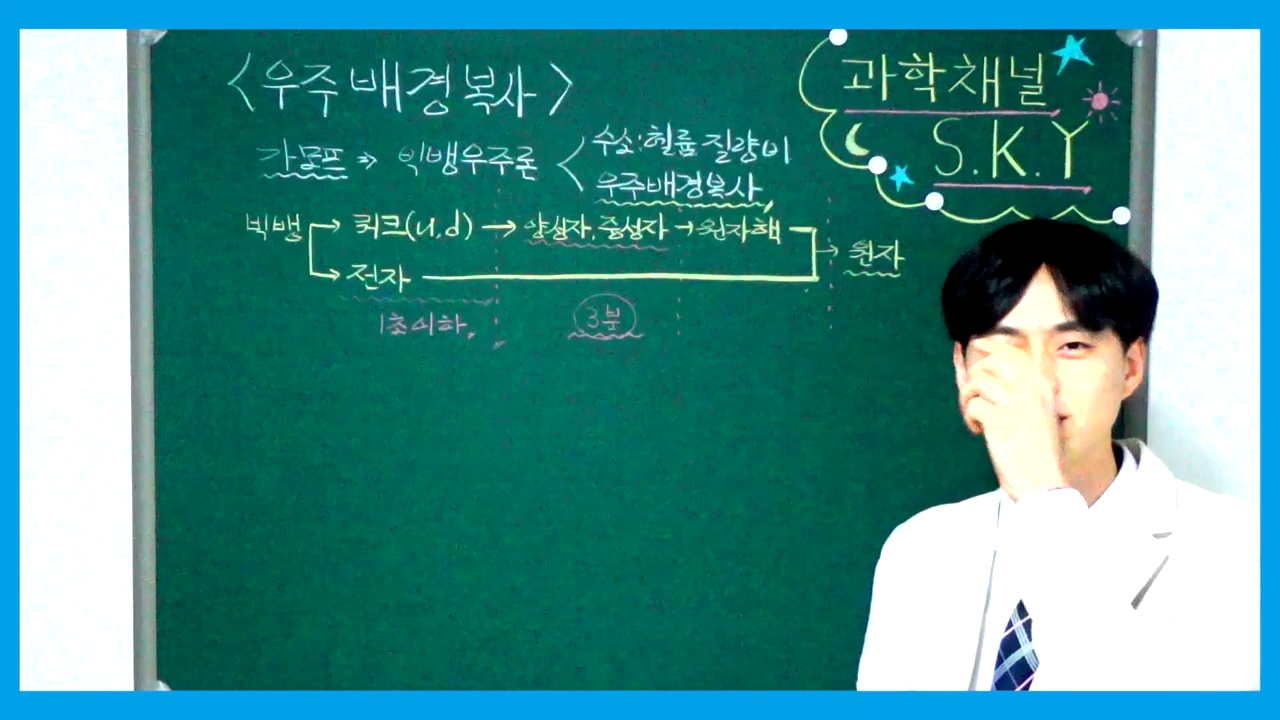 <우주배경복사>
가모프 ⇒ 빅뱅우주론 < 수소:헬륨 질량비
우주배경복사
빅뱅 → 쿼크(u,d) → 양성자, 중성자 → 원자핵 → 원자
→ 전자
1초이하
3분
과학채널
S.K.Y